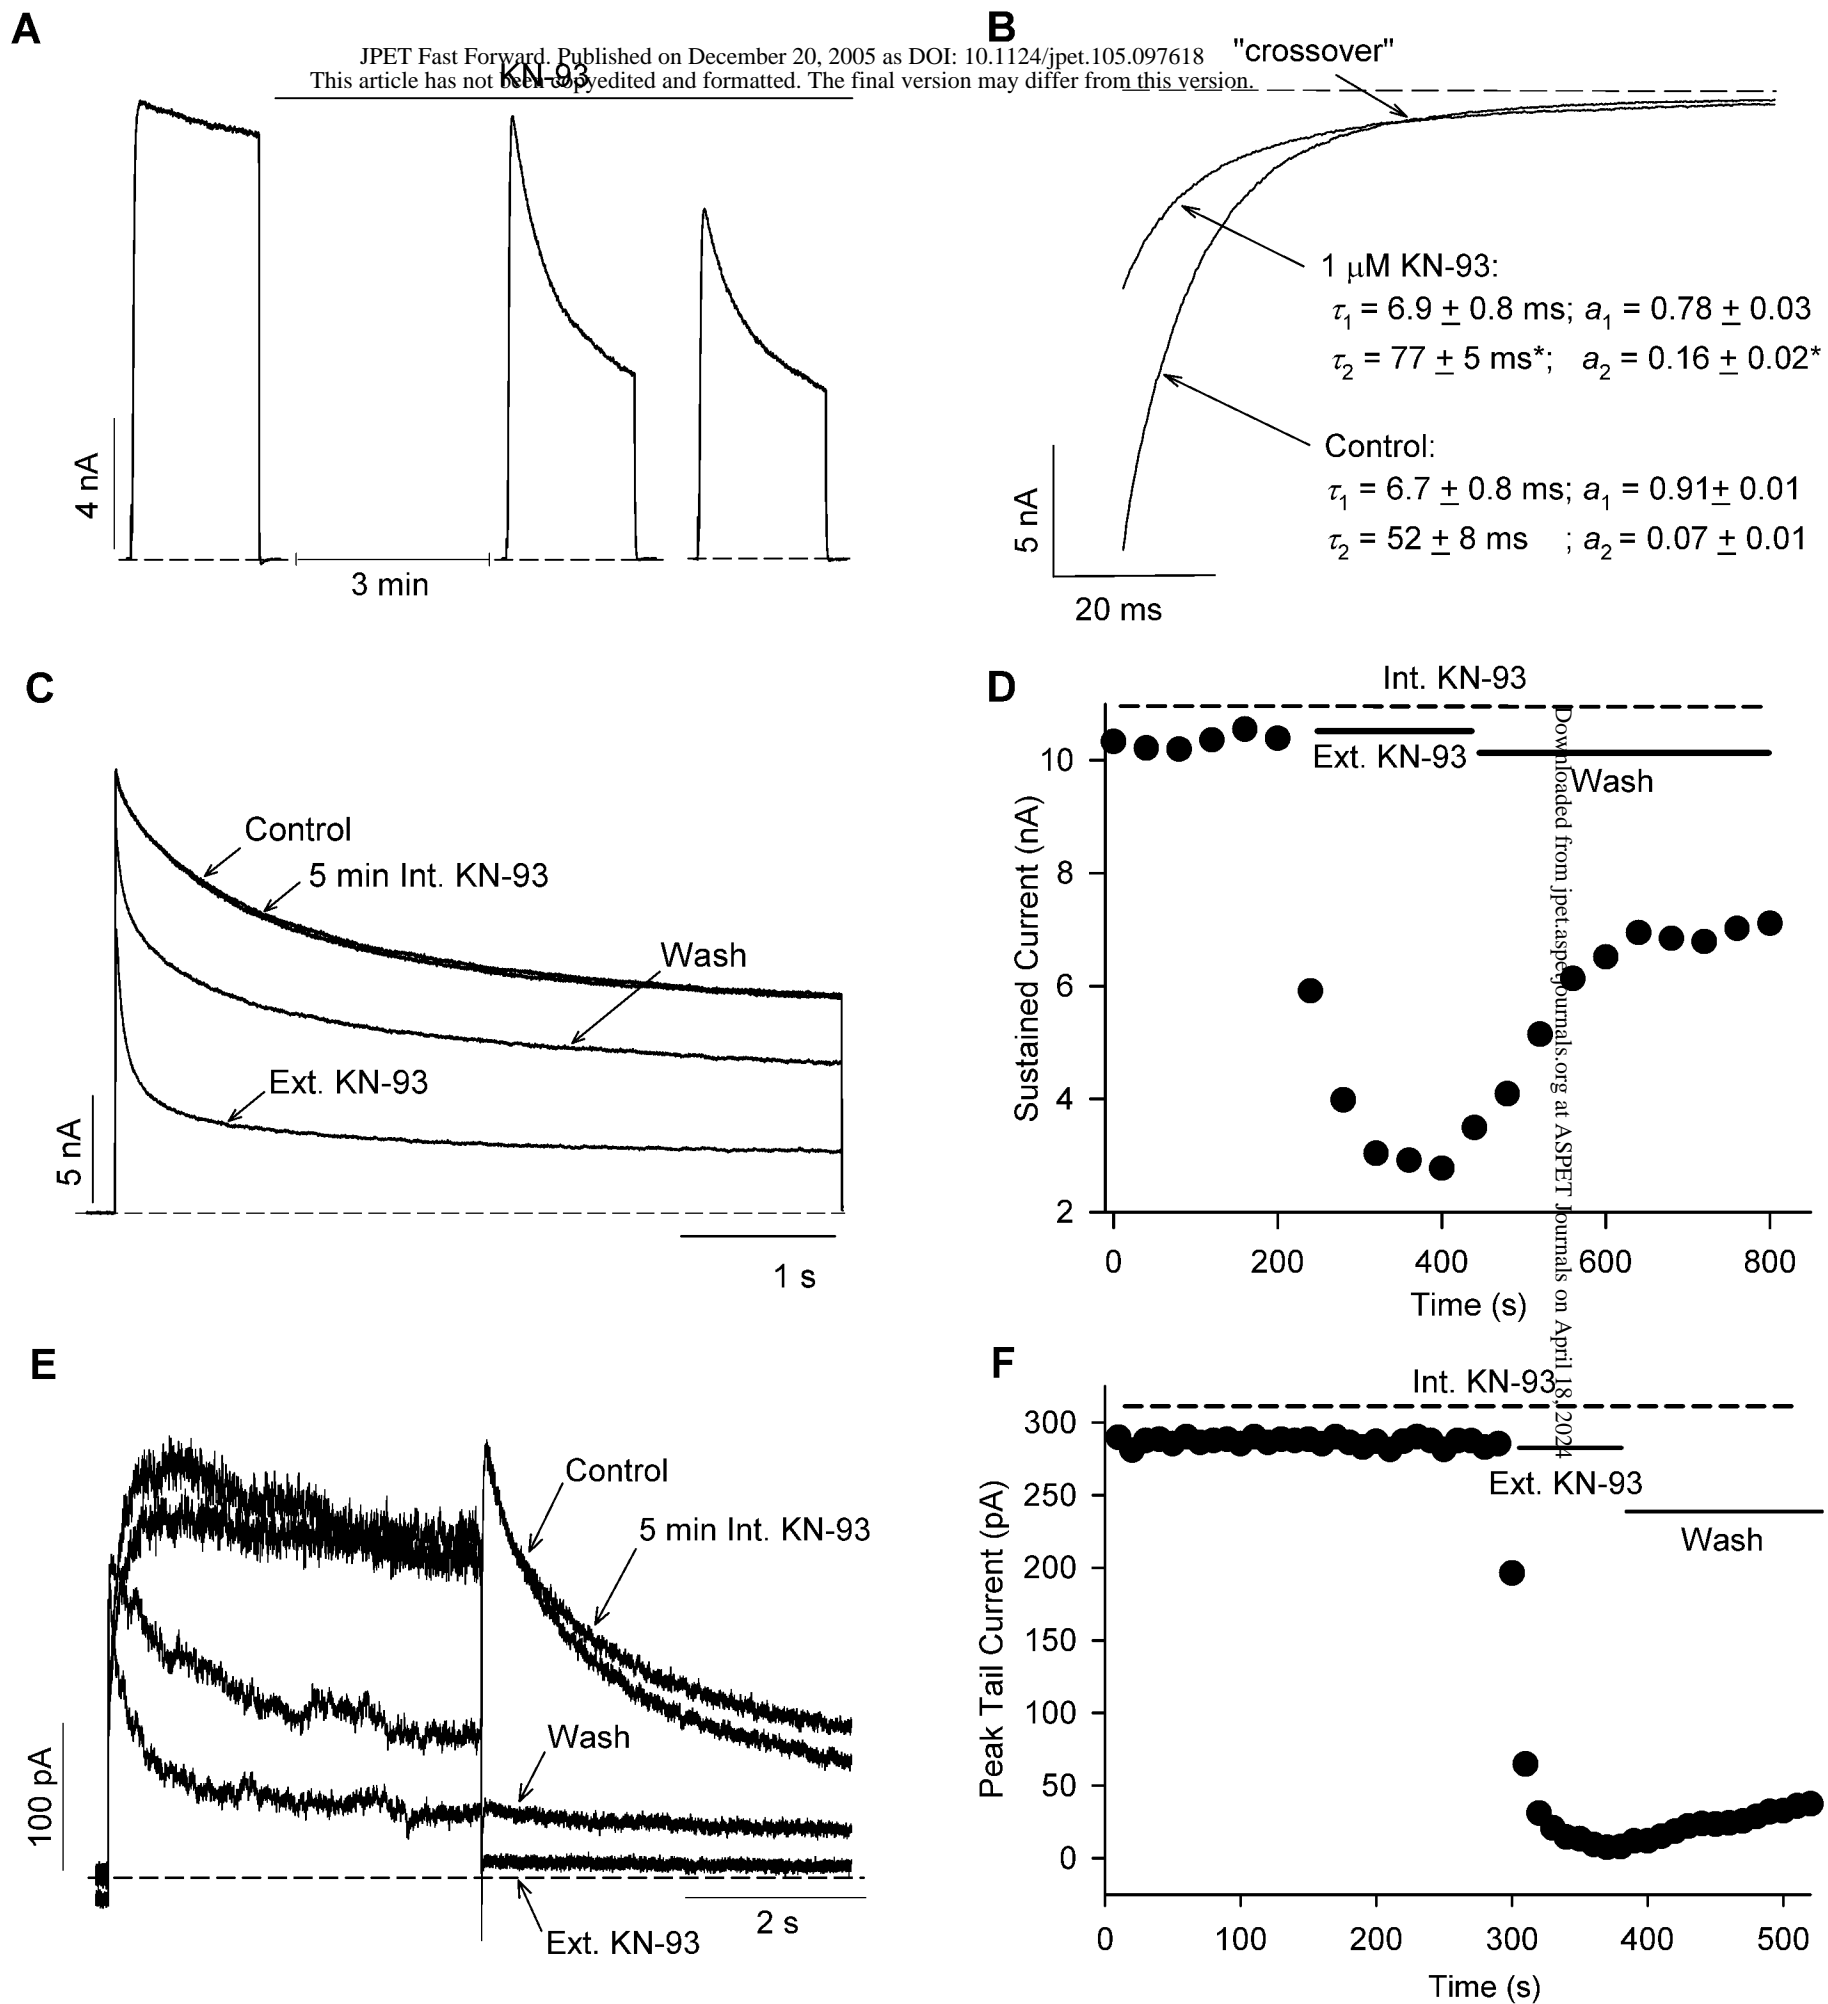 A
B
JPET Fast Forward. Published on December 20, 2005 as DOI: 10.1124/jpet.105.097618
This article has not been copyedited and formatted. The final version may differ from this version.
KN-93
"crossover"
4 nA
3 min
1 μM KN-93:
τ1 = 6.9 ± 0.8 ms; a1 = 0.78 ± 0.03
τ2 = 77 ± 5 ms*; a2 = 0.16 ± 0.02*
Control:
τ1 = 6.7 ± 0.8 ms; a1 = 0.91± 0.01
τ2 = 52 ± 8 ms ; a2 = 0.07 ± 0.01
5 nA
20 ms
C
Control
5 min Int. KN-93
Wash
Ext. KN-93
5 nA
1 s
D
Int. KN-93
Ext. KN-93
Wash
Sustained Current (nA)
10
8
6
4
2
0 200 400 600 800
Time (s)
Downloaded from jpet.aspetjournals.org at ASPET Journals on April 18, 2024
E
Control
5 min Int. KN-93
Wash
Ext. KN-93
100 pA
2 s
F
Int. KN-93
Ext. KN-93
Wash
Peak Tail Current (pA)
300
250
200
150
100
50
0
0 100 200 300 400 500
Time (s)